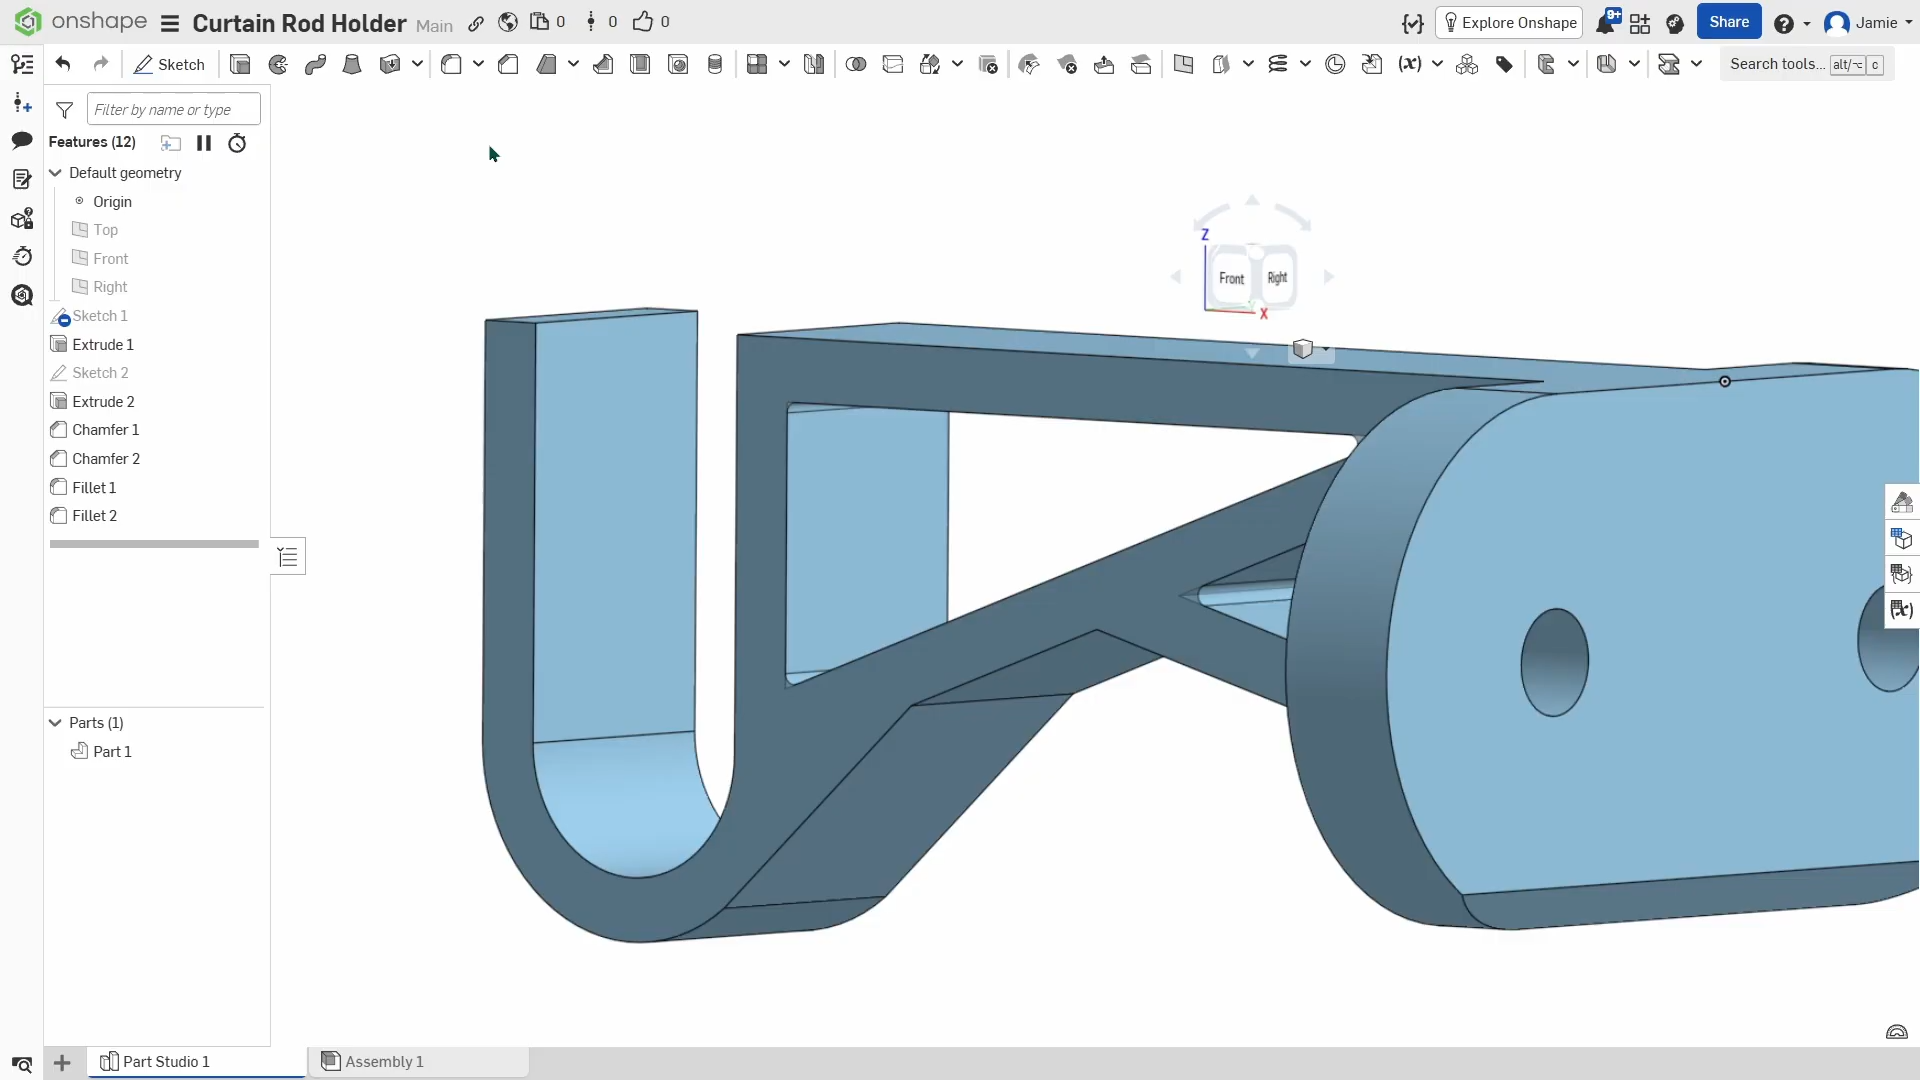 onshape Curtain Rod Holder Main 0 0 0 Explore Onshape 9+ Share Jamie
Sketch (x) Search tools... alt/⌥ c
Filter by name or type
Features (12)
Default geometry
Origin
Top
Front
Right
Sketch 1
Extrude 1
Sketch 2
Extrude 2
Chamfer 1
Chamfer 2
Fillet 1
Fillet 2
Parts (1)
Part 1
Z
Front Right
X
(x)
Part Studio 1 Assembly 1